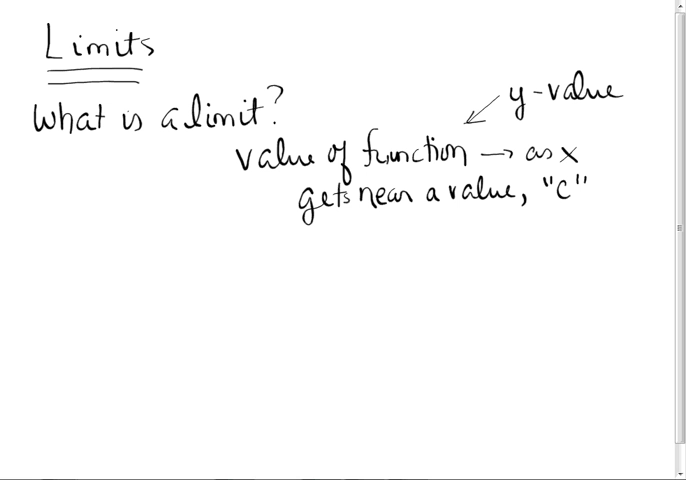 Limits
What is a limit?
y-value
value of function → as x
gets near a value, "c"